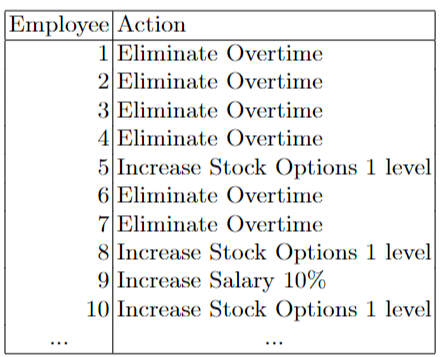 Employee Action
1 Eliminate Overtime
2 Eliminate Overtime
3 Eliminate Overtime
4 Eliminate Overtime
5 Increase Stock Options 1 level
6 Eliminate Overtime
7 Eliminate Overtime
8 Increase Stock Options 1 level
9 Increase Salary 10%
10 Increase Stock Options 1 level
... ...